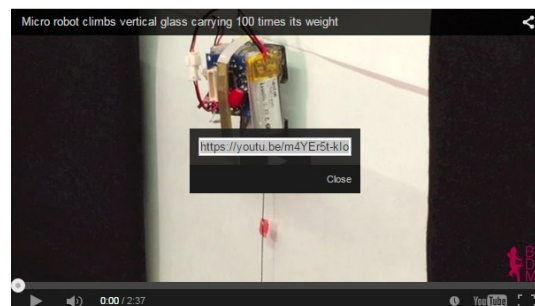 Micro robot climbs vertical glass carrying 100 times its weight
https://youtu.be/m4YEr5t-klo
Close
BDML
0:00 / 2:37
YouTube